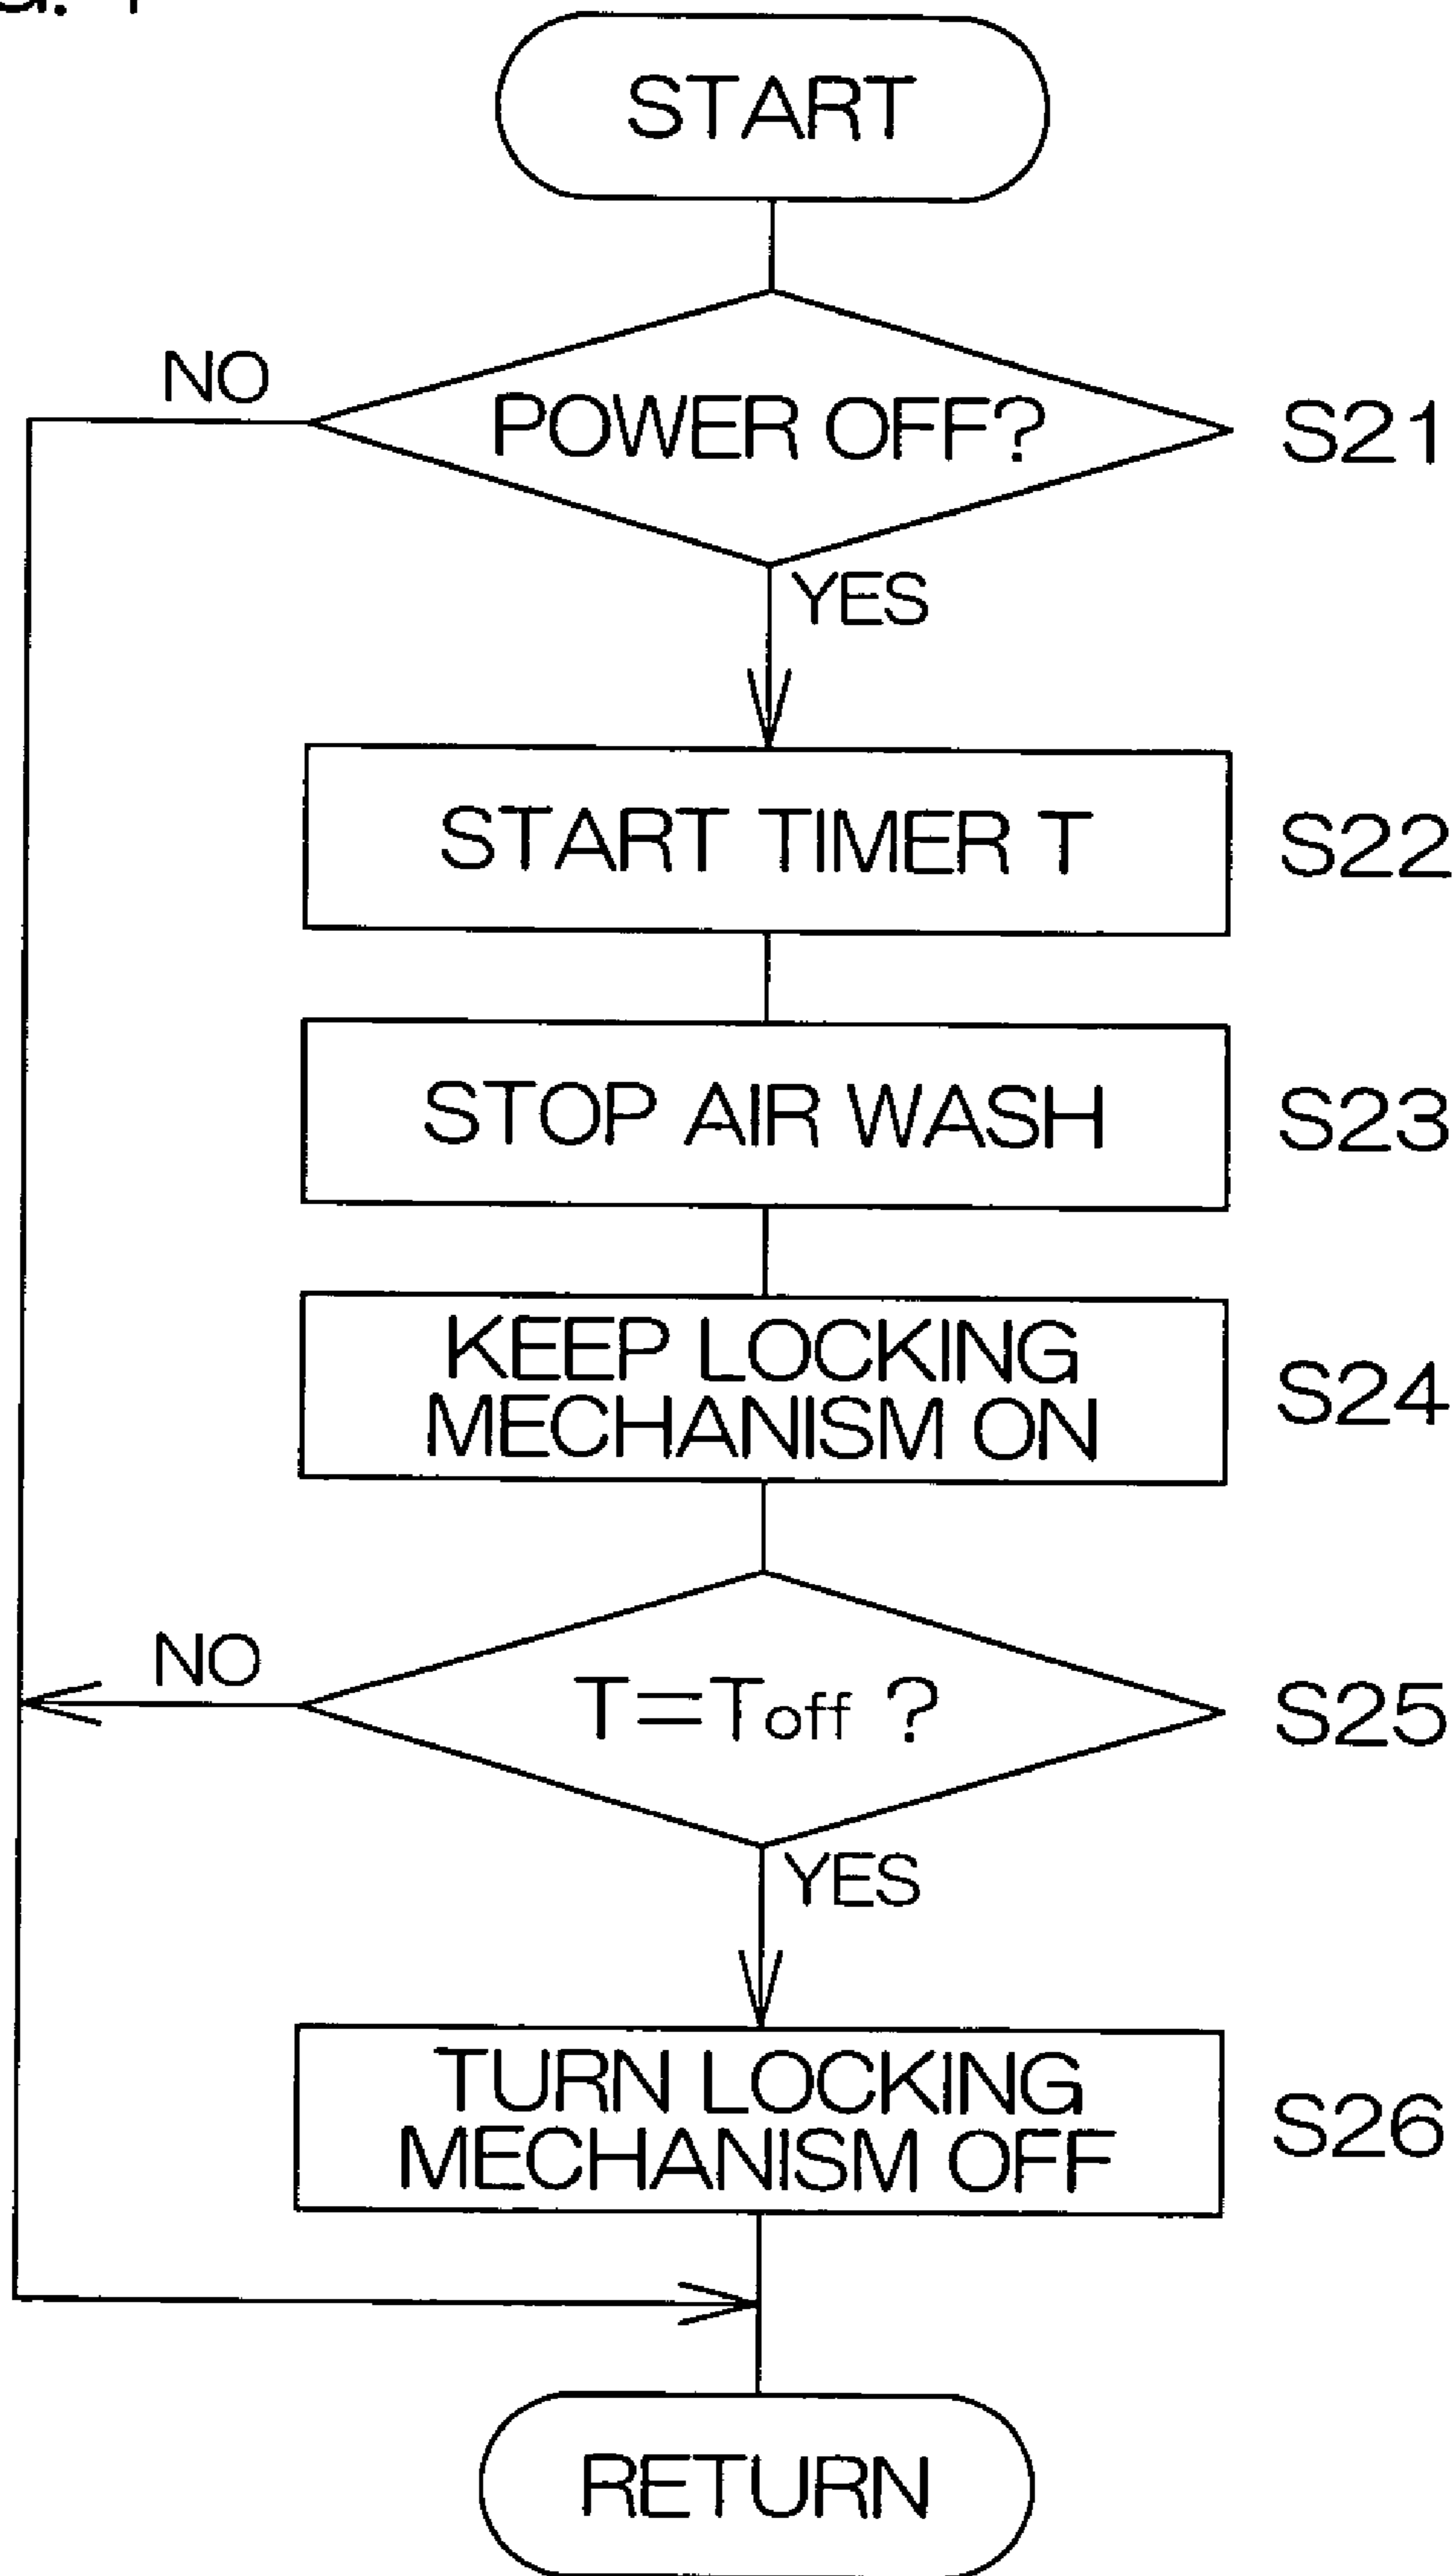 START
NO
POWER OFF?
S21
YES
START TIMER T
S22
STOP AIR WASH
S23
KEEP LOCKING
MECHANISM ON
S24
NO
T=Toff ?
S25
YES
TURN LOCKING
MECHANISM OFF
S26
RETURN